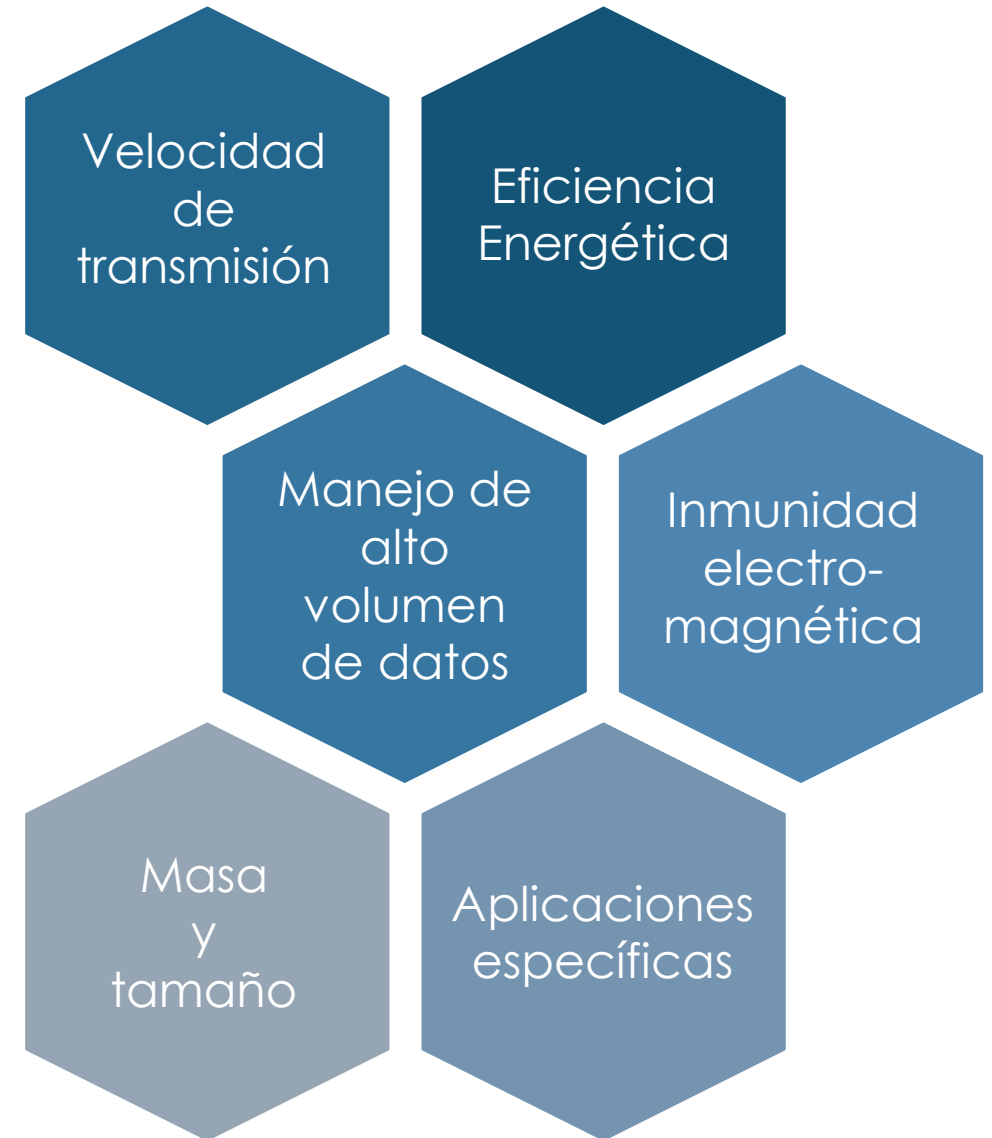 Velocidad
de
transmisión
Eficiencia
Energética
Manejo de
alto
volumen
de datos
Inmunidad
electro-
magnética
Masa
y
tamaño
Aplicaciones
específicas